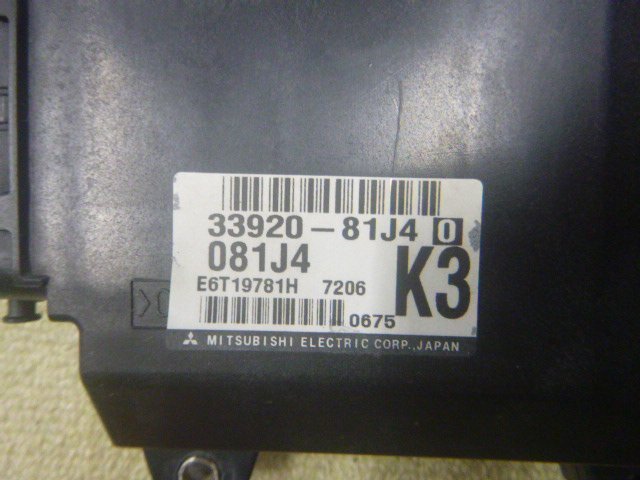 33920-81J4 0
081J4
K3
E6T19781H 7206
0675
MITSUBISHI ELECTRIC CORP., JAPAN